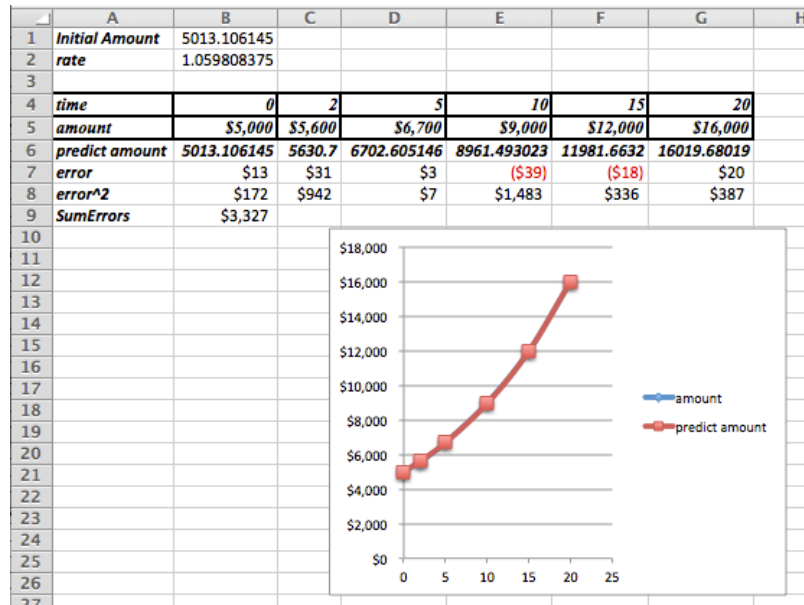 A B C D E F G H
1 Initial Amount 5013.106145
2 rate 1.059808375
3
4 time 0 2 5 10 15 20
5 amount $5,000 $5,600 $6,700 $9,000 $12,000 $16,000
6 predict amount 5013.106145 5630.7 6702.605146 8961.493023 11981.6632 16019.68019
7 error $13 $31 $3 ($39) ($18) $20
8 error^2 $172 $942 $7 $1,483 $336 $387
9 SumErrors $3,327
10
11
12
13
14
15
16
17
18
19
20
21
22
23
24
25
26
27
$18,000
$16,000
$14,000
$12,000
$10,000
$8,000
$6,000
$4,000
$2,000
$0
0 5 10 15 20 25
amount
predict amount